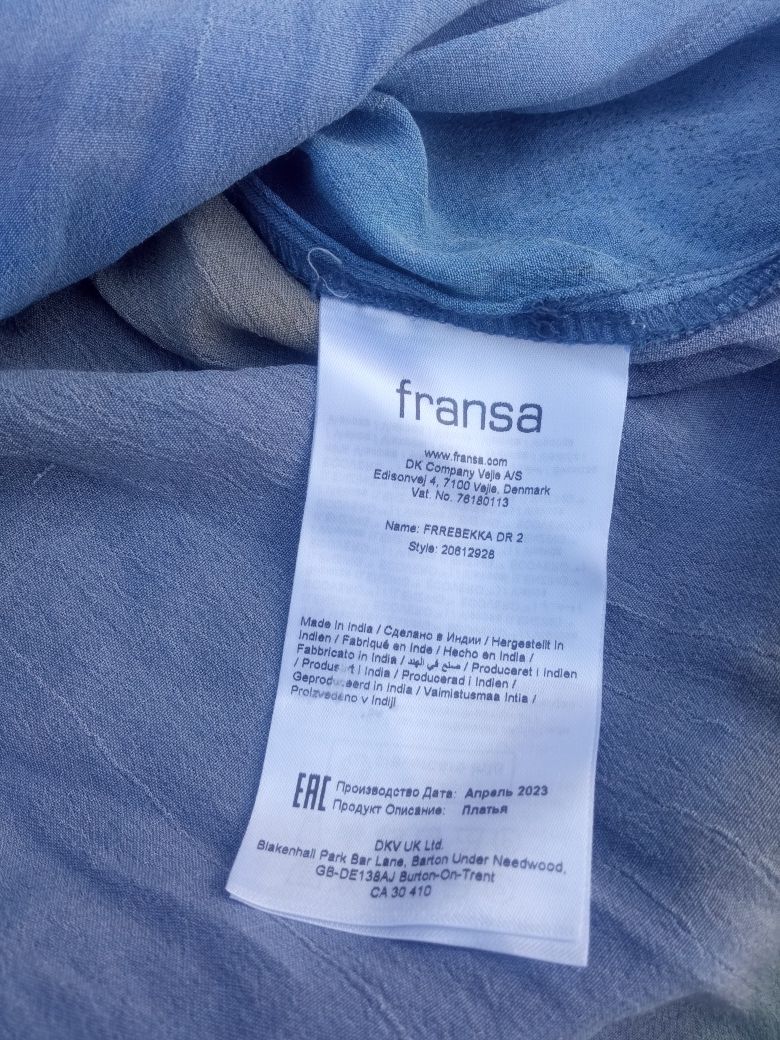 fransa
www.fransa.com
DK Company Vejle A/S
Edisonvej 4, 7100 Vejle, Denmark
Vat. No. 76180113
Name: FRREBEKKA DR 2
Style: 20612928
Made in India / Сделано в Индии / Hergestellt in
Indien / Fabriqué en Inde / Hecho en India /
Fabbricato in India / صنع في الهند / Produceret i Indien
/ i India / Producerad i Indien /
in India / Valmistusmaa Intia /
Proizvedeno v Indiji
EAC Производство Дата: Апрель 2023
Продукт Описание: Платья
DKV UK Ltd.
Blakenhall Park Bar Lane, Barton Under Needwood,
GB-DE138AJ Burton-On-Trent
CA 30 410